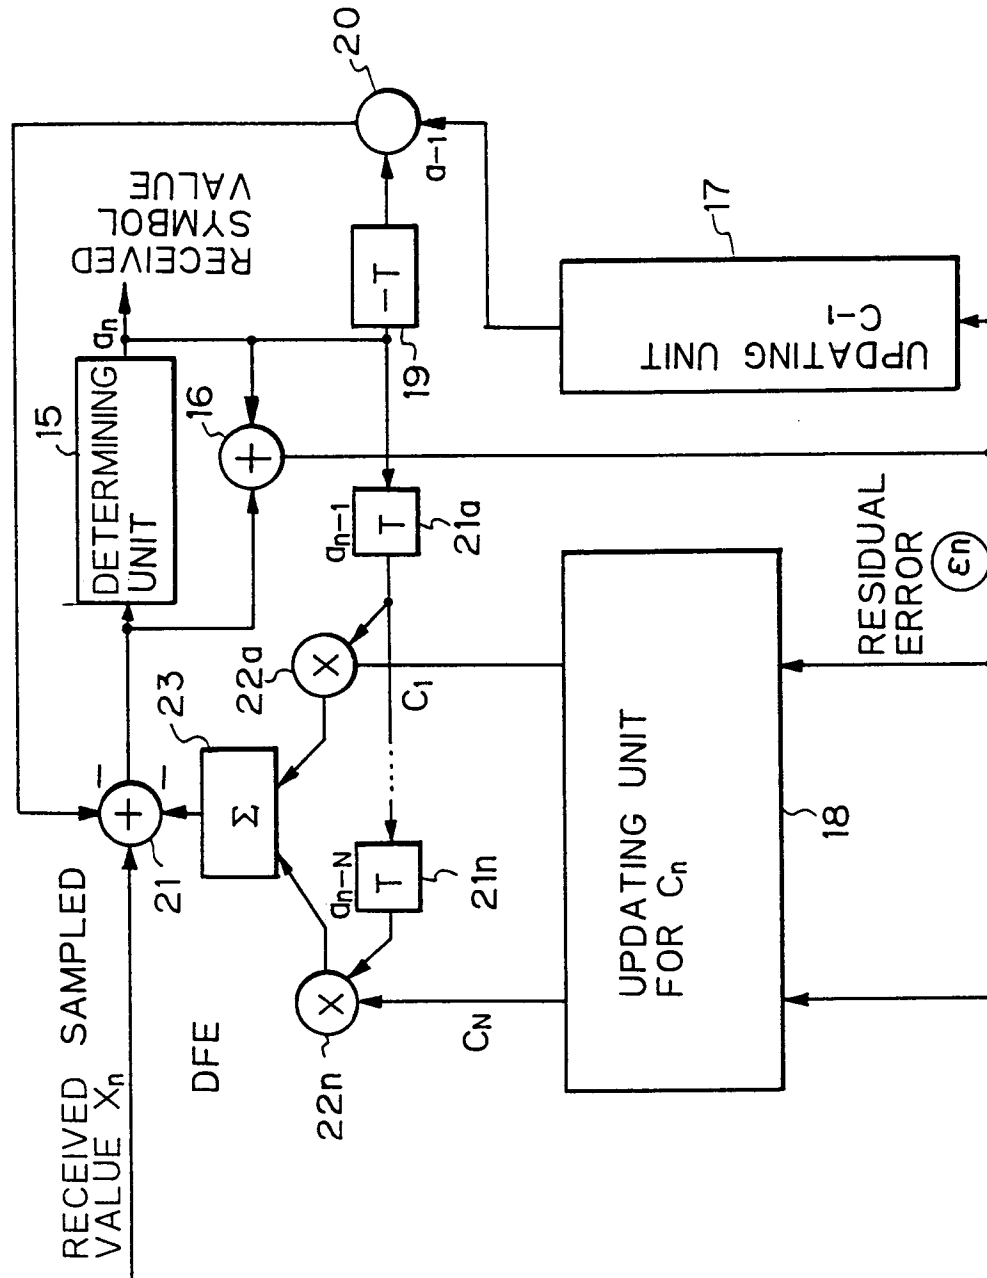 RECEIVED SAMPLED
VALUE Xn
21
−
−
DFE
23
Σ
15
DETERMINING
UNIT
an
RECEIVED
SYMBOL
VALUE
16
+
+
20
a-1
-T
19
an-1
T
21a
an-N
T
21n
22a
X
C1
22n
X
CN
UPDATING UNIT
FOR Cn
18
UPDATING UNIT
C-1
17
RESIDUAL
ERROR
εn